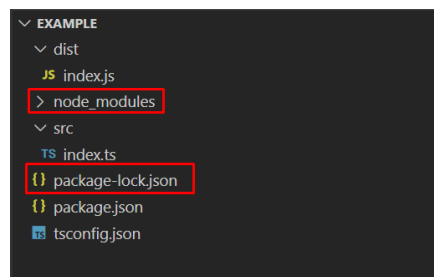 EXAMPLE
dist
JS index.js
node_modules
src
TS index.ts
{} package-lock.json
{} package.json
TS tsconfig.json